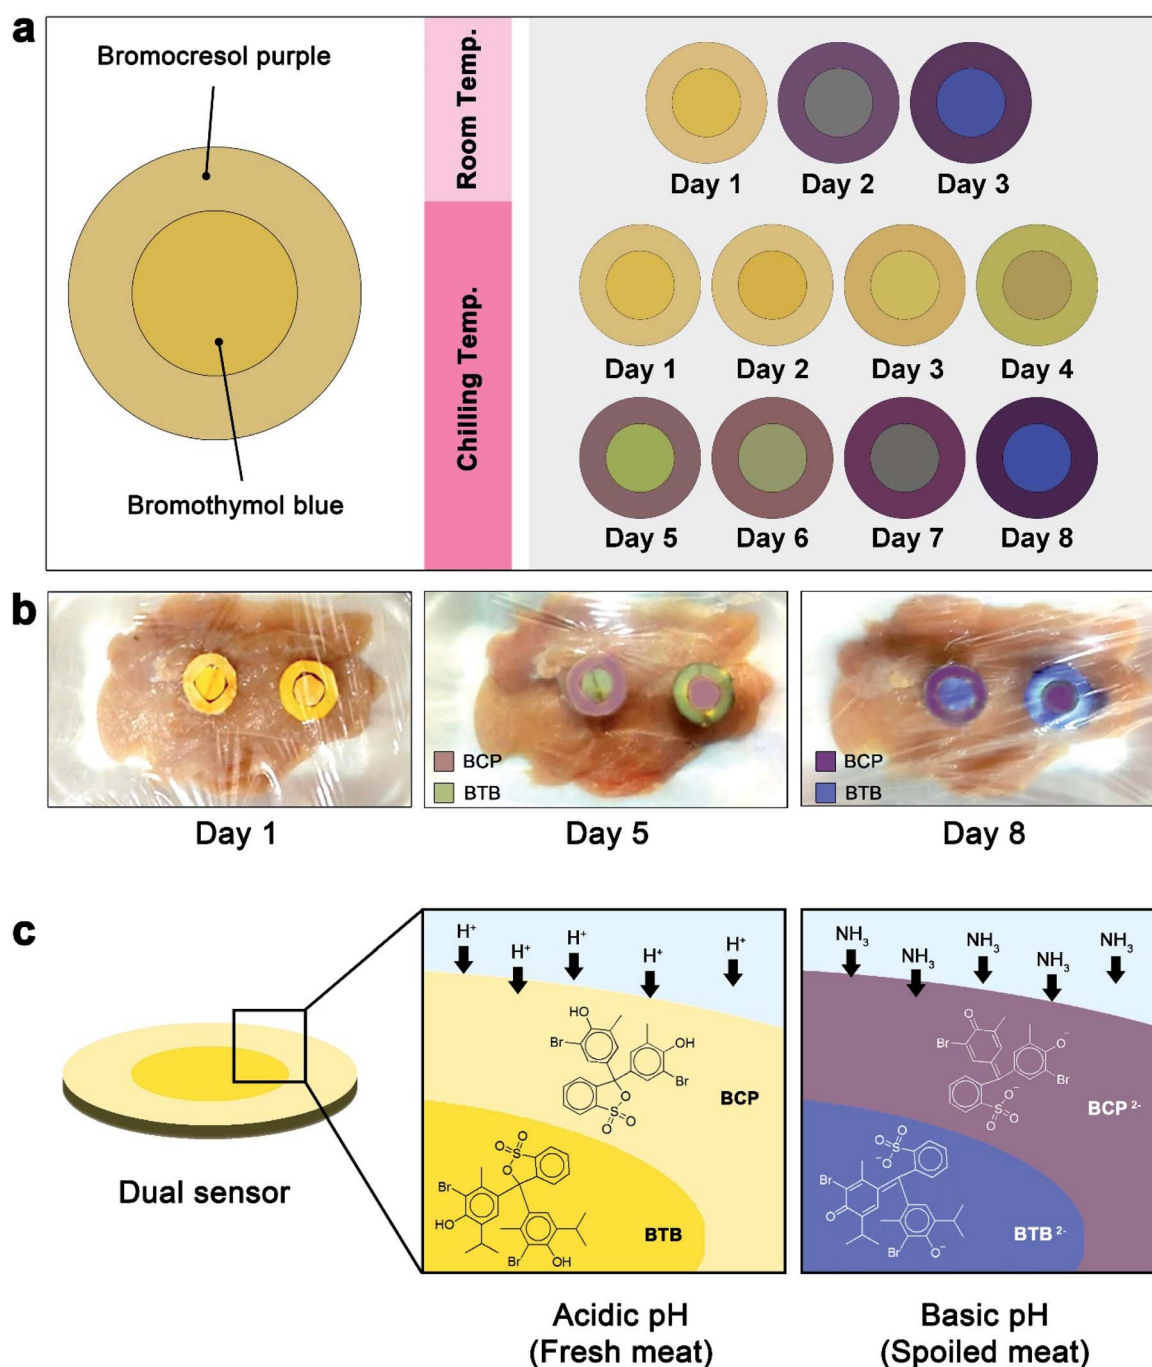 a
Bromocresol purple
Bromothymol blue
Room Temp.
Chilling Temp.
Day 1
Day 2
Day 3
Day 1
Day 2
Day 3
Day 4
Day 5
Day 6
Day 7
Day 8
b
BCP
BTB
BCP
BTB
Day 1
Day 5
Day 8
c
Dual sensor
H⁺
H⁺
H⁺
H⁺
H⁺
HO
Br
OH
Br
O
S
O
O
BCP
O
O
S
O
Br
HO
Br
OH
BTB
Acidic pH
(Fresh meat)
NH₃
NH₃
NH₃
NH₃
NH₃
O
Br
O⁻
Br
O⁻
S
O
O
BCP²⁻
O
O
S
⁻O
Br
O
Br
O⁻
BTB²⁻
Basic pH
(Spoiled meat)